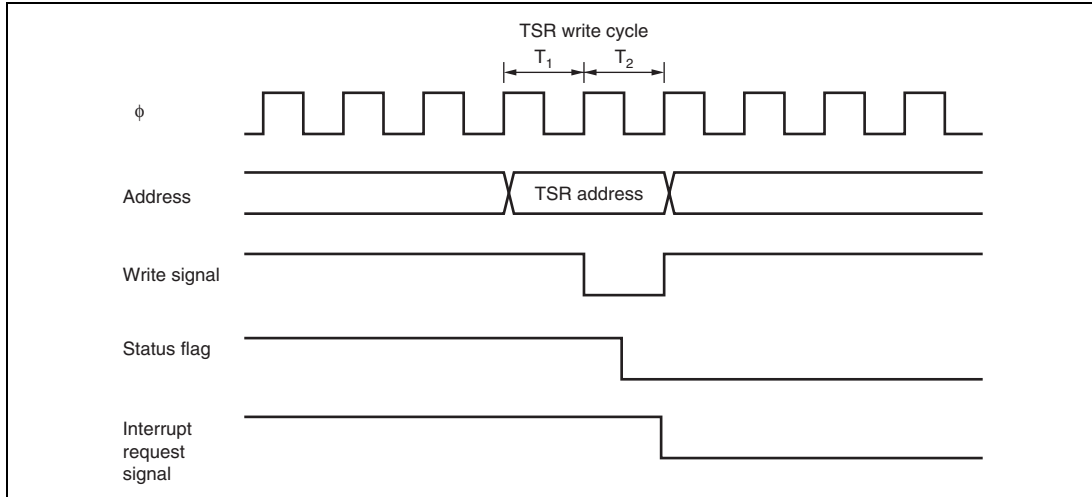 TSR write cycle
T₁ T₂
ϕ
Address
TSR address
Write signal
Status flag
Interrupt
request
signal